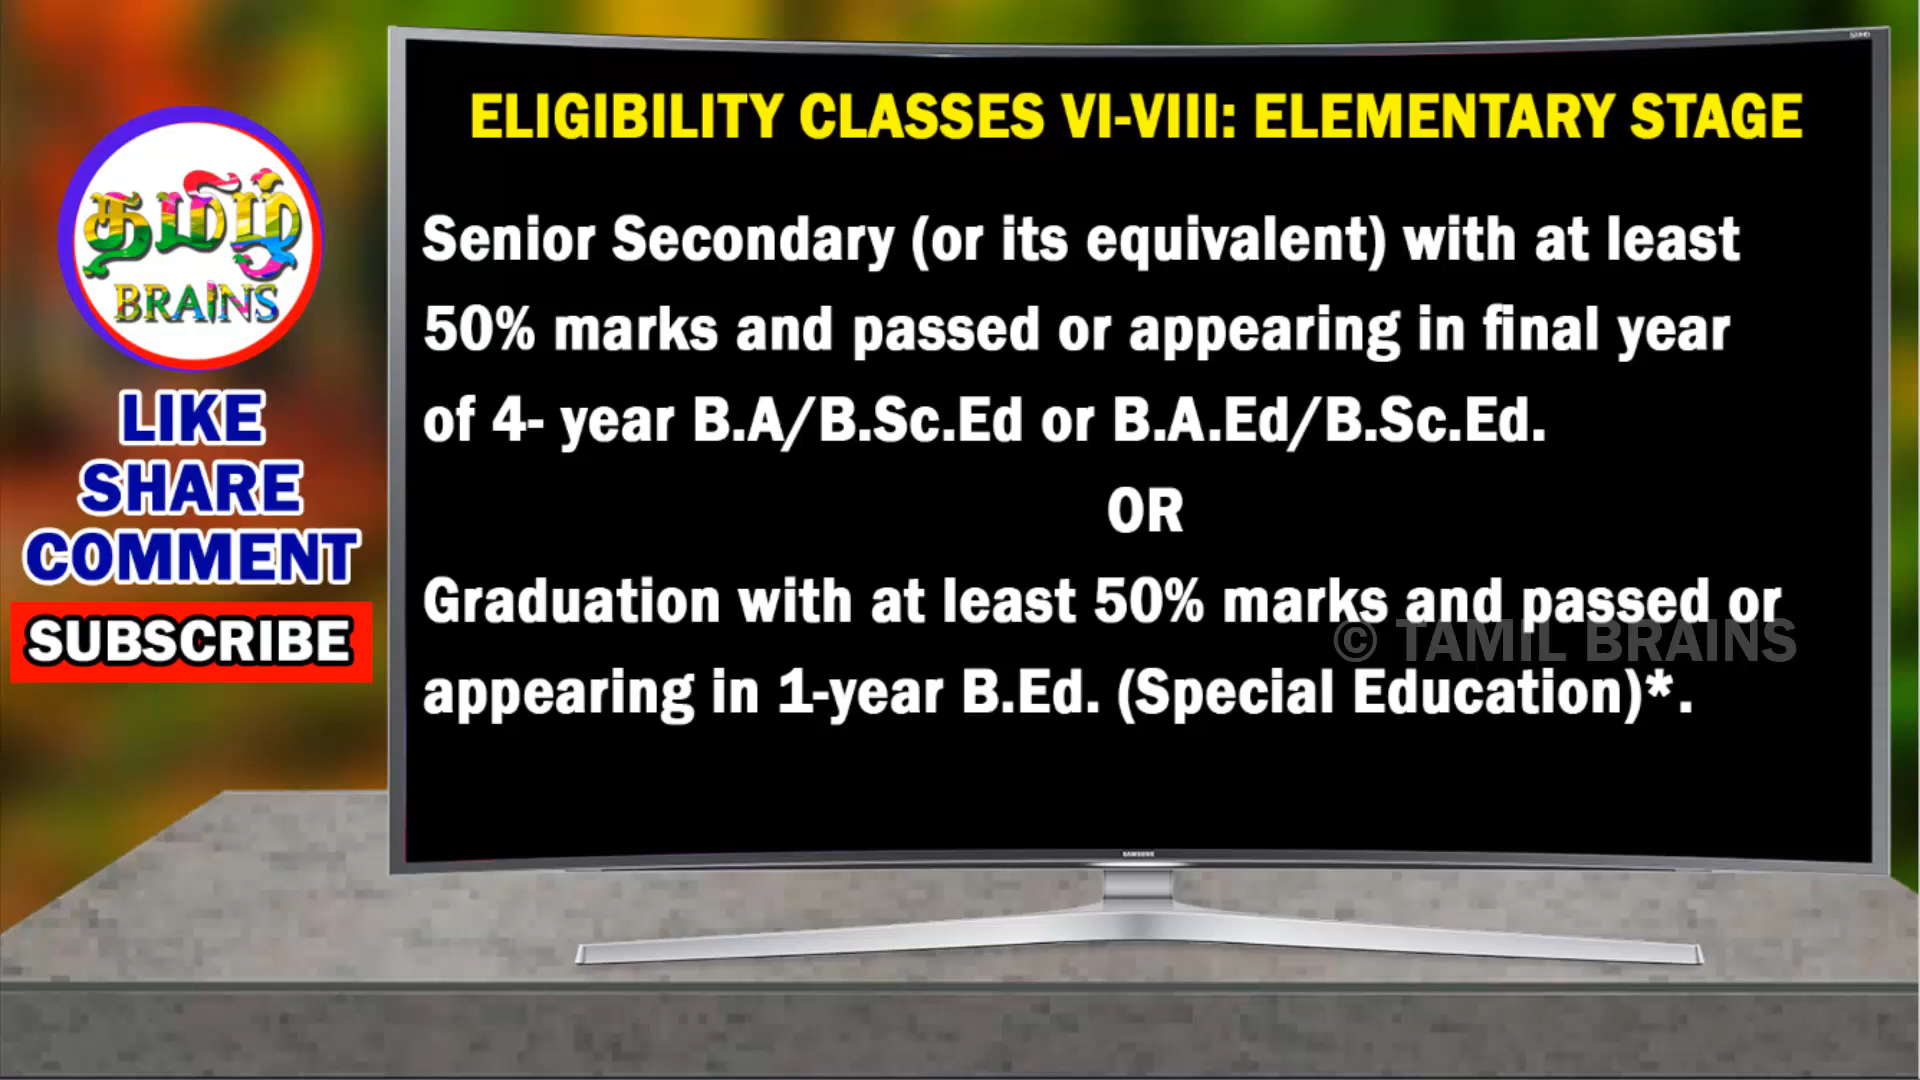 தமிழ்
BRAINS
LIKE
SHARE
COMMENT
SUBSCRIBE
ELIGIBILITY CLASSES VI-VIII: ELEMENTARY STAGE
Senior Secondary (or its equivalent) with at least
50% marks and passed or appearing in final year
of 4- year B.A/B.Sc.Ed or B.A.Ed/B.Sc.Ed.
OR
Graduation with at least 50% marks and passed or
appearing in 1-year B.Ed. (Special Education)*.
© TAMIL BRAINS
SAMSUNG